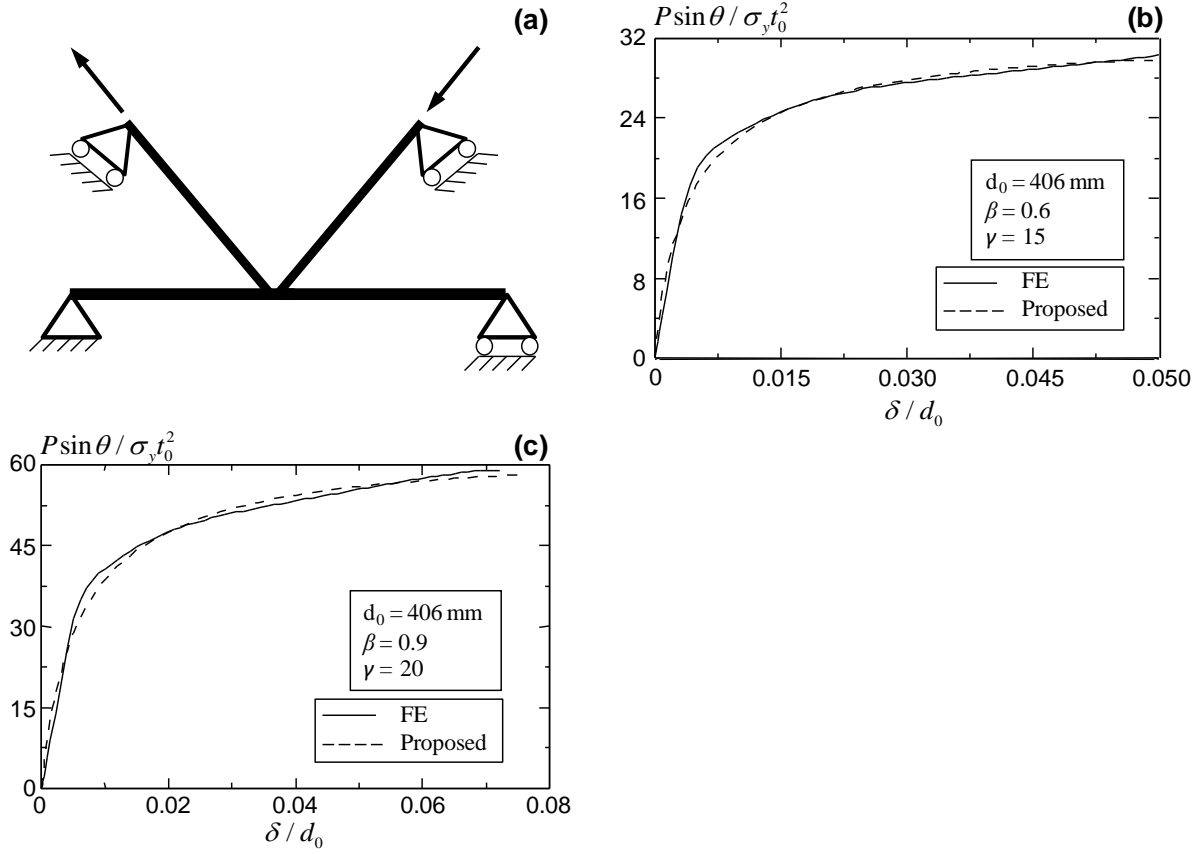 (a)
(b)
P sin θ / σ_y t_0^2
32
24
16
8
0
0
0.015
0.030
0.045
0.050
δ / d_0
d_0 = 406 mm
β = 0.6
γ = 15
FE
Proposed
(c)
P sin θ / σ_y t_0^2
60
45
30
15
0
0
0.02
0.04
0.06
0.08
δ / d_0
d_0 = 406 mm
β = 0.9
γ = 20
FE
Proposed